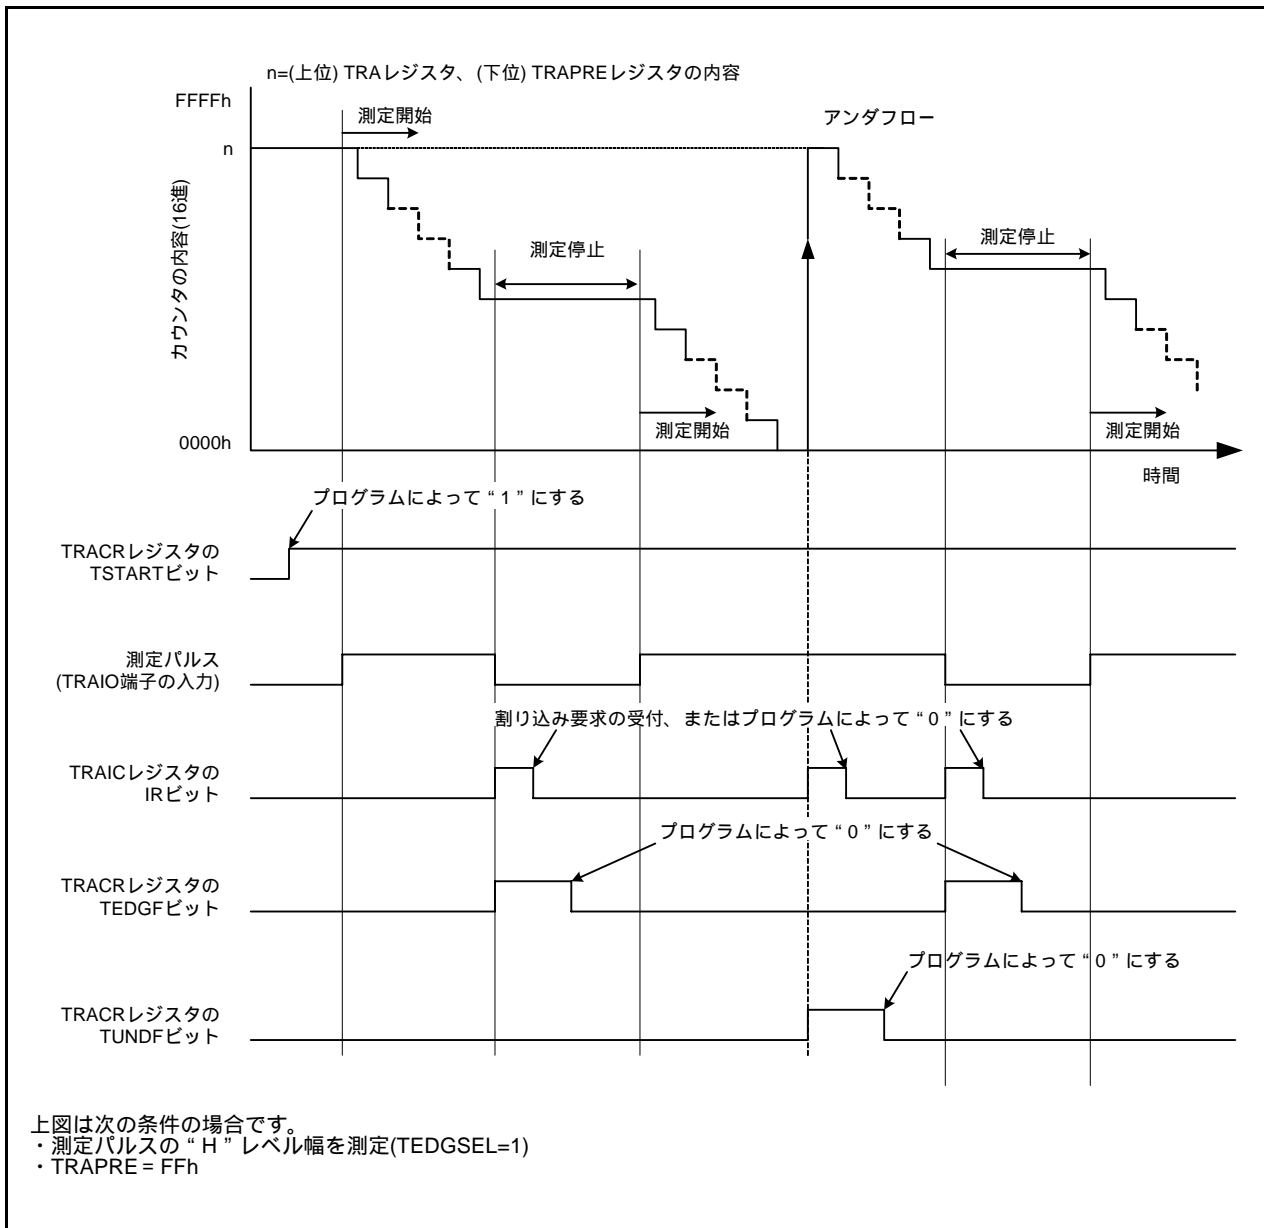 n=(上位) TRAレジスタ、(下位) TRAPREレジスタの内容
FFFFh
測定開始
アンダフロー
n
カウンタの内容(16進)
測定停止
測定停止
測定開始
測定開始
0000h
時間
プログラムによって“1”にする
TRACRレジスタの
TSTARTビット
測定パルス
(TRAIO端子の入力)
割り込み要求の受付、またはプログラムによって“0”にする
TRAICレジスタの
IRビット
プログラムによって“0”にする
TRACRレジスタの
TEDGFビット
プログラムによって“0”にする
TRACRレジスタの
TUNDFビット
上図は次の条件の場合です。
・測定パルスの“H”レベル幅を測定(TEDGSEL=1)
・TRAPRE = FFh